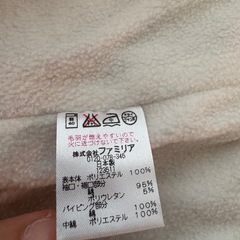 毛羽が燃えやすいので
火に近づけないで下さい。
株式会社ファミリア
0120-078-345
日本製
(2351)
表本体 ポリエステル 100%
袖口・裾口部分
綿 95%
ポリウレタン 5%
パイピング部分 綿 100%
中綿 ポリエステル 100%